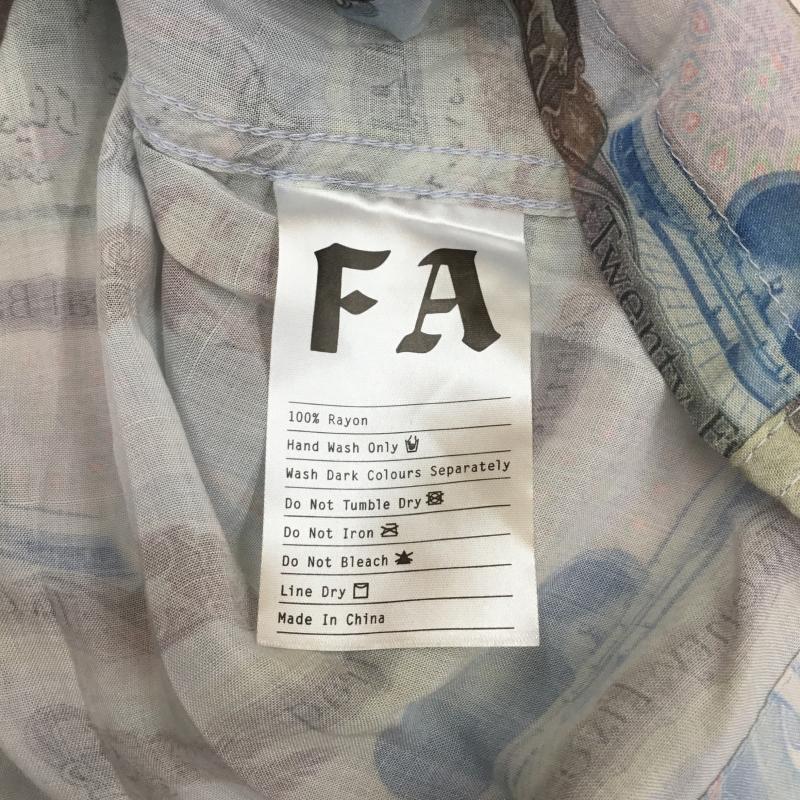 FA
100% Rayon
Hand Wash Only
Wash Dark Colours Separately
Do Not Tumble Dry
Do Not Iron
Do Not Bleach
Line Dry
Made In China
Twenty